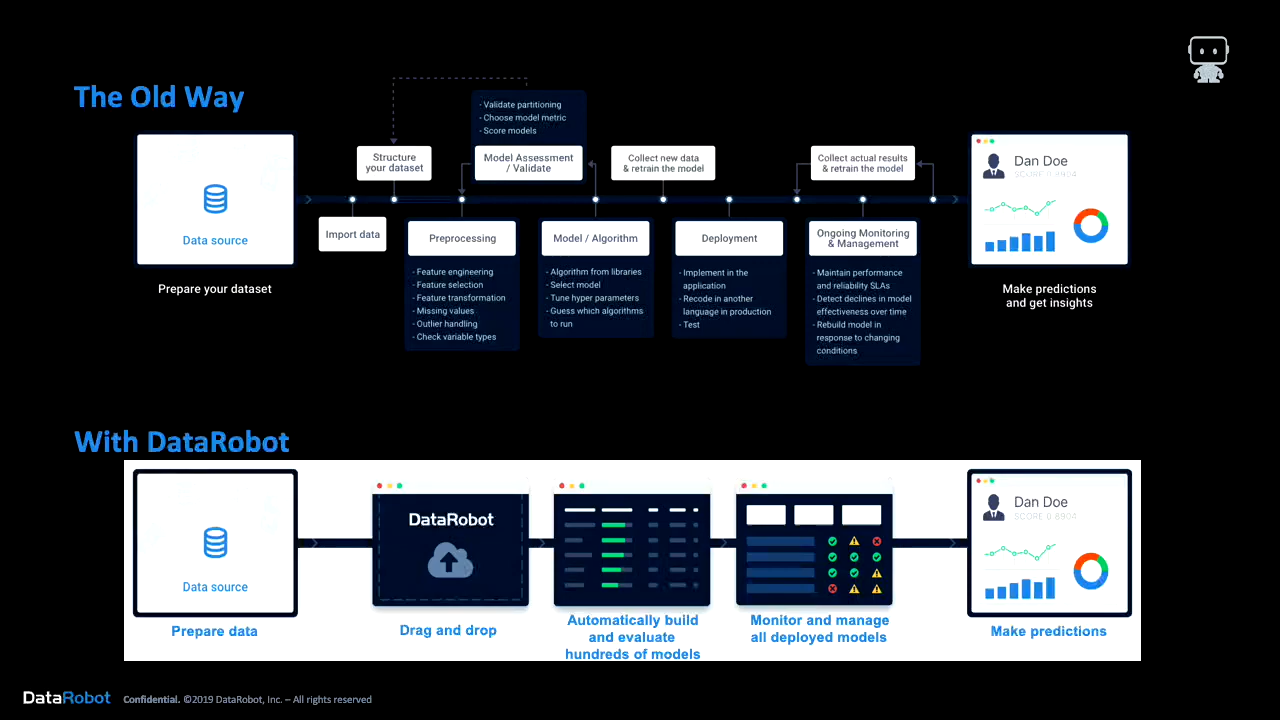 The Old Way
- Validate partitioning
- Choose model metric
- Score models
Structure
your dataset
Model Assessment
/ Validate
Collect new data
& retrain the model
Collect actual results
& retrain the model
Dan Doe
SCORE 0.8904
Data source
Import data
Preprocessing
Model / Algorithm
Deployment
Ongoing Monitoring
& Management
- Feature engineering
- Feature selection
- Feature transformation
- Missing values
- Outlier handling
- Check variable types
- Algorithm from libraries
- Select model
- Tune hyper parameters
- Guess which algorithms
to run
- Implement in the
application
- Recode in another
language in production
- Test
- Maintain performance
and reliability SLAs
- Detect declines in model
effectiveness over time
- Rebuild model in
response to changing
conditions
Prepare your dataset
Make predictions
and get insights
With DataRobot
Data source
DataRobot
Dan Doe
SCORE 0.8904
Prepare data
Drag and drop
Automatically build
and evaluate
hundreds of models
Monitor and manage
all deployed models
Make predictions
DataRobot Confidential. ©2019 DataRobot, Inc. – All rights reserved